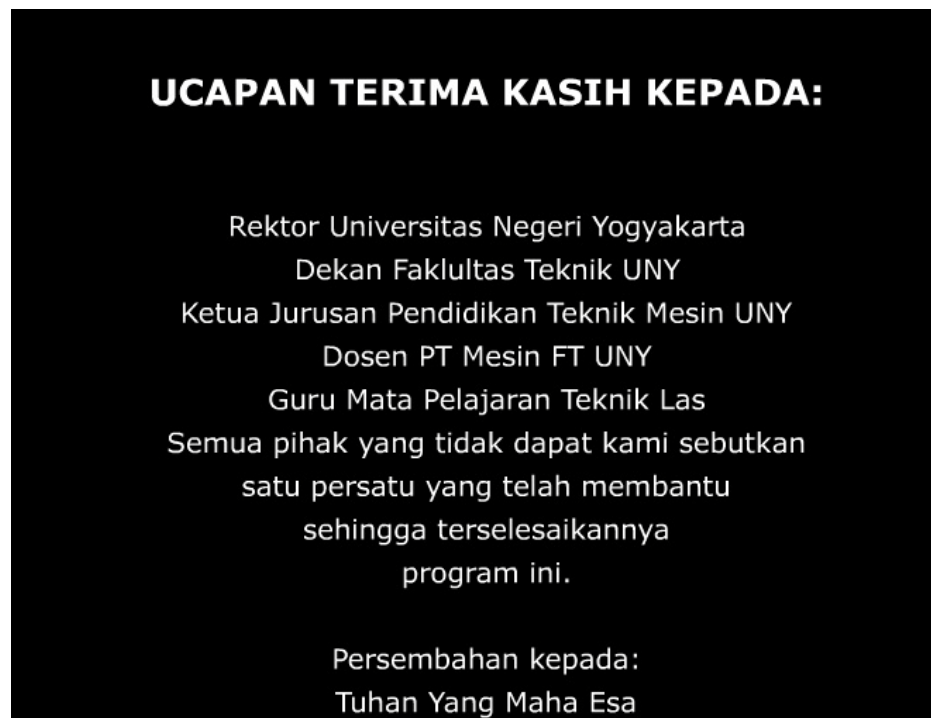 UCAPAN TERIMA KASIH KEPADA:
Rektor Universitas Negeri Yogyakarta
Dekan Faklultas Teknik UNY
Ketua Jurusan Pendidikan Teknik Mesin UNY
Dosen PT Mesin FT UNY
Guru Mata Pelajaran Teknik Las
Semua pihak yang tidak dapat kami sebutkan
satu persatu yang telah membantu
sehingga terselesaikannya
program ini.
Persembahan kepada:
Tuhan Yang Maha Esa